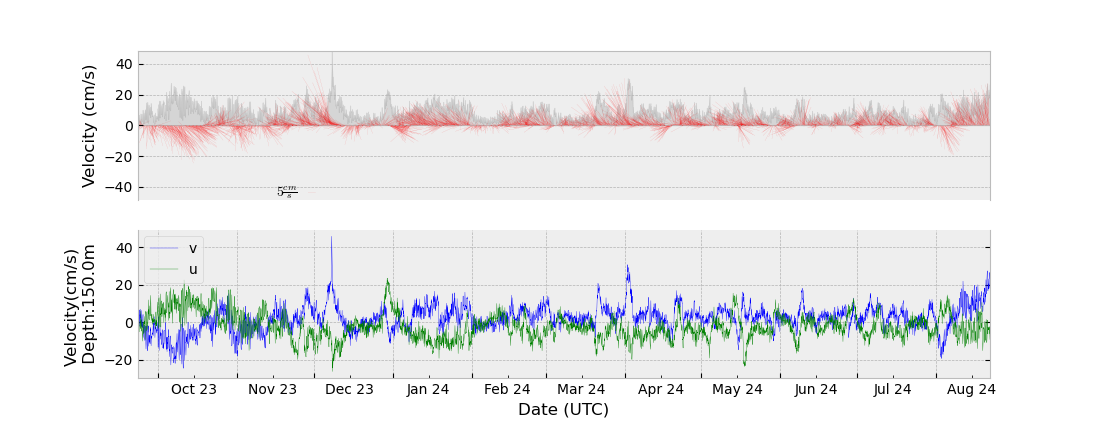 Velocity (cm/s)
40
20
0
−20
−40
5 cm/s
Velocity(cm/s)
Depth:150.0m
40
20
0
−20
v
u
Oct 23 Nov 23 Dec 23 Jan 24 Feb 24 Mar 24 Apr 24 May 24 Jun 24 Jul 24 Aug 24
Date (UTC)